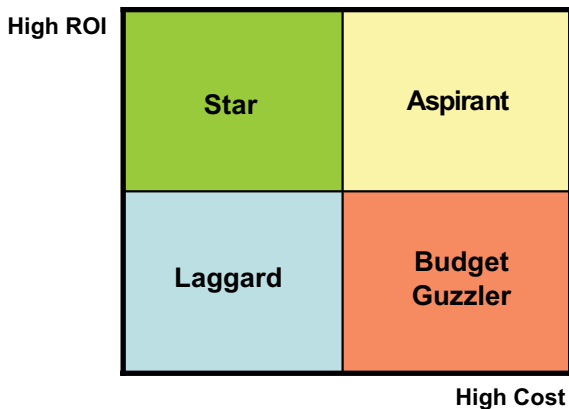 High ROI
Star
Aspirant
Laggard
Budget
Guzzler
High Cost